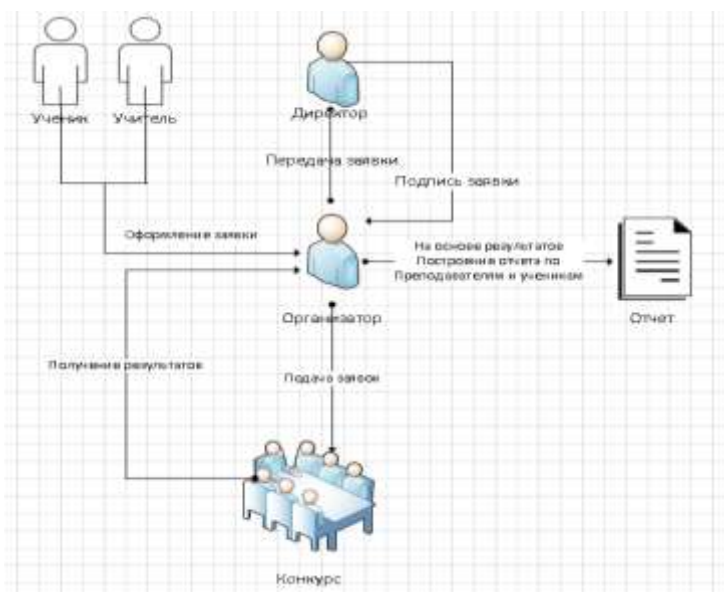 Ученик Учитель
Директор
Передача заявки
Подпись заявки
Оформление заявки
На основе результатов
Построение отчета по
Преподавателям и ученикам
Организатор
Отчет
Получение результатов
Подача заявок
Конкурс